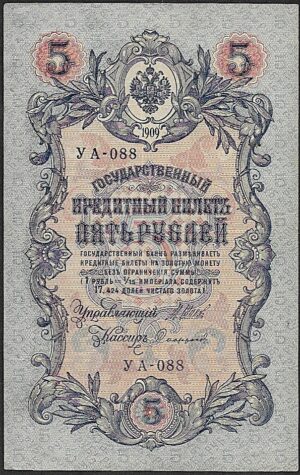 5 5
1909
УА-088
ГОСУДАРСТВЕННЫЙ
КРЕДИТНЫЙ БИЛЕТЪ
ПЯТЬ РУБЛЕЙ
ГОСУДАРСТВЕННЫЙ БАНКЪ РАЗМѢНИВАЕТЪ
КРЕДИТНЫЕ БИЛЕТЫ НА ЗОЛОТУЮ МОНЕТУ
БЕЗЪ ОГРАНИЧЕНІЯ СУММЫ
(1 РУБЛЬ = 1/15 ИМПЕРІАЛА, СОДЕРЖИТЪ
17,424 ДОЛЕЙ ЧИСТАГО ЗОЛОТА).
Управляющій
Кассиръ
УА-088
5